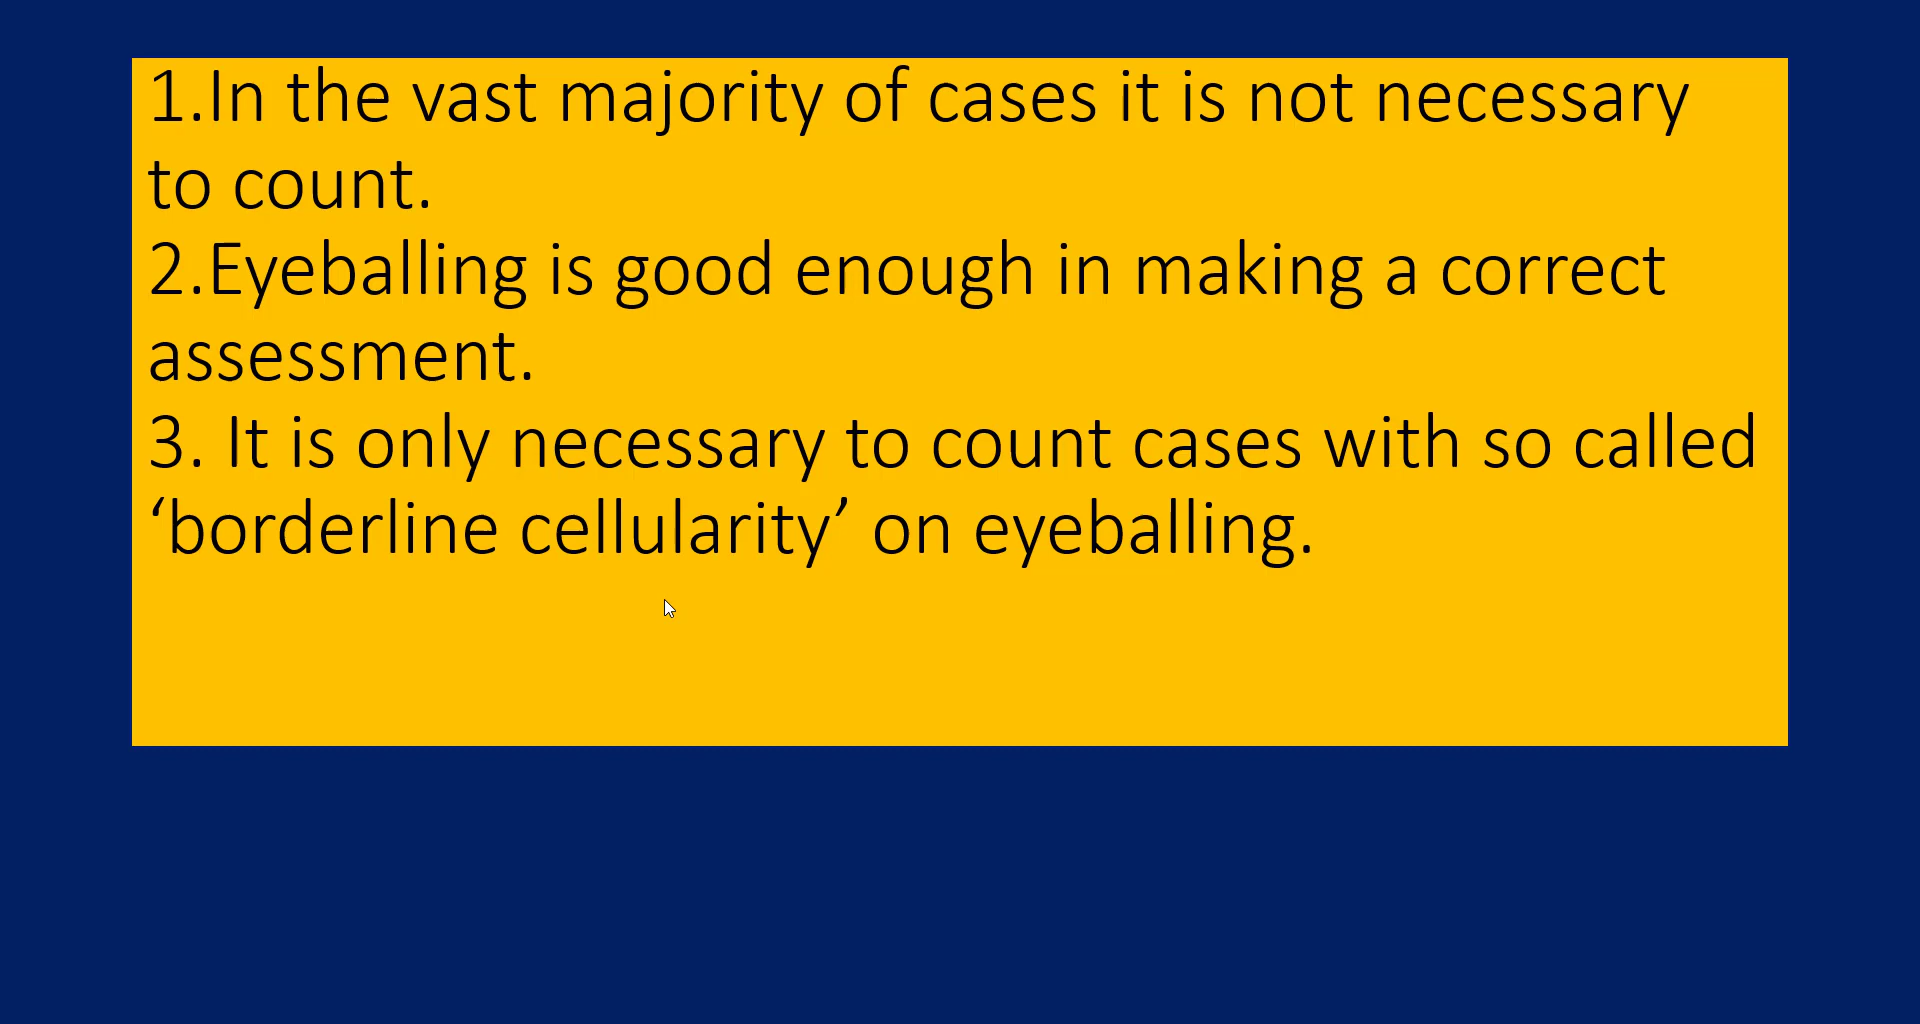 1.In the vast majority of cases it is not necessary
to count.
2.Eyeballing is good enough in making a correct
assessment.
3. It is only necessary to count cases with so called
‘borderline cellularity’ on eyeballing.